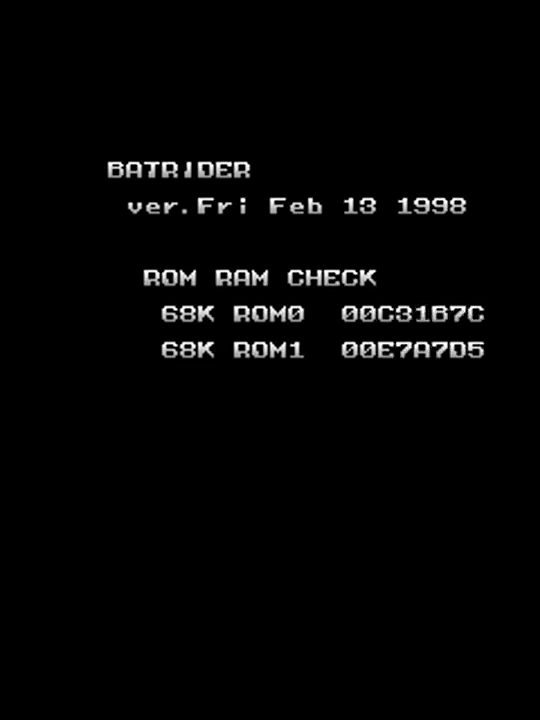 BATRIDER
ver.Fri Feb 13 1998
ROM RAM CHECK
68K ROM0 00C31B7C
68K ROM1 00E7A7D5